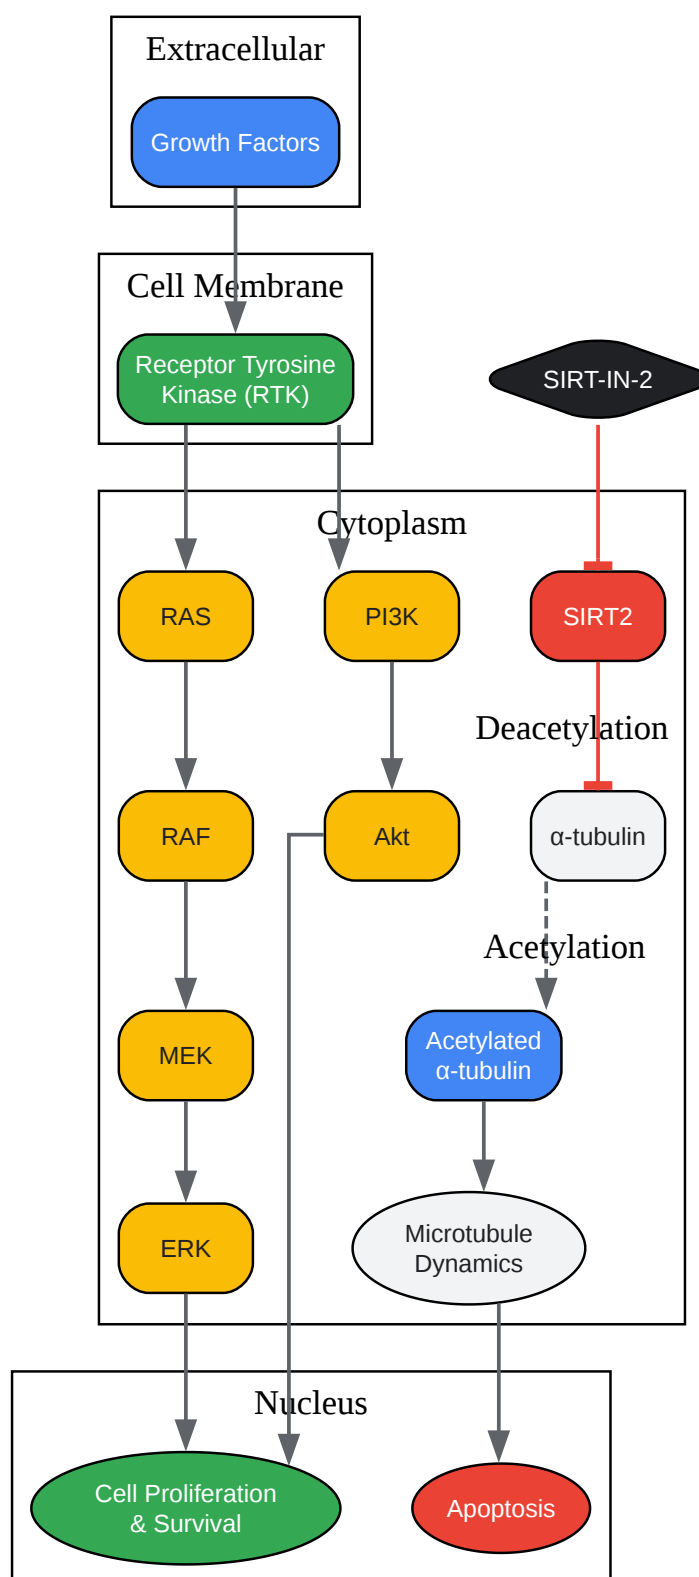 Extracellular
Growth Factors
Cell Membrane
Receptor Tyrosine
Kinase (RTK)
SIRT-IN-2
Cytoplasm
RAS
PI3K
SIRT2
Deacetylation
RAF
Akt
α-tubulin
Acetylation
MEK
Acetylated
α-tubulin
ERK
Microtubule
Dynamics
Nucleus
Cell Proliferation
& Survival
Apoptosis